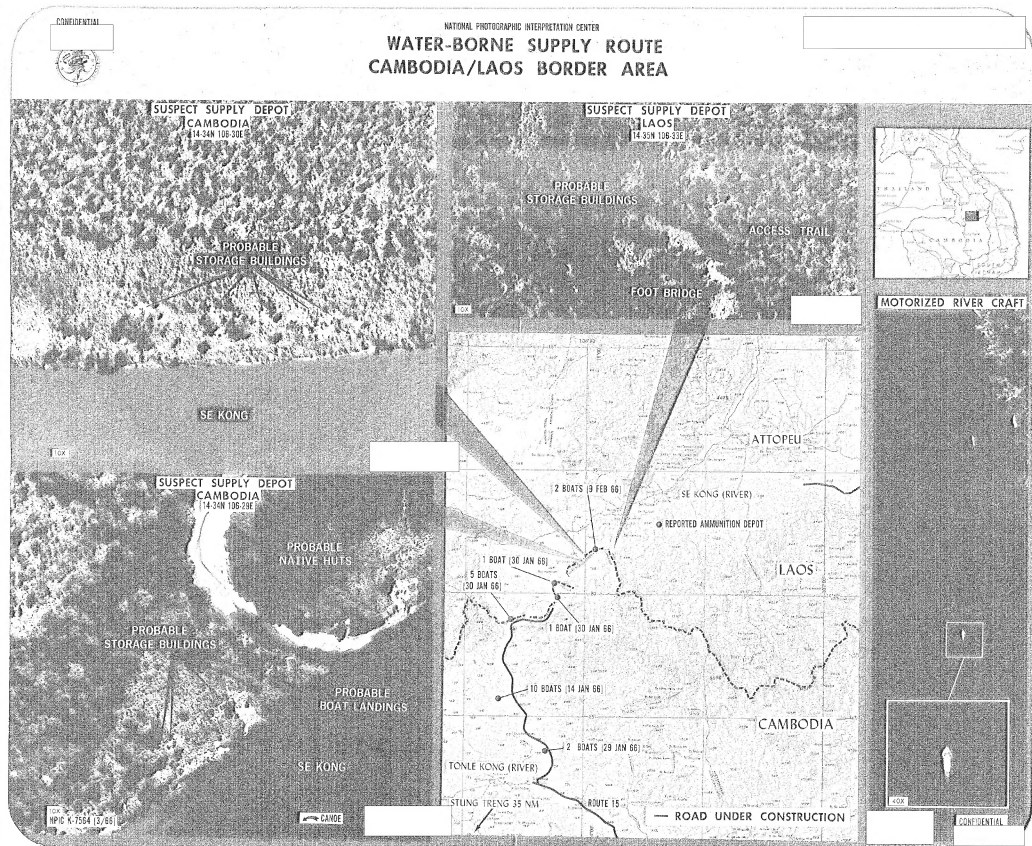 CONFIDENTIAL
NATIONAL PHOTOGRAPHIC INTERPRETATION CENTER
WATER-BORNE SUPPLY ROUTE
CAMBODIA/LAOS BORDER AREA
SUSPECT SUPPLY DEPOT
CAMBODIA
14-34N 106-30E
PROBABLE
STORAGE BUILDINGS
SE KONG
10X
SUSPECT SUPPLY DEPOT
LAOS
14-35N 106-33E
PROBABLE
STORAGE BUILDINGS
ACCESS TRAIL
FOOT BRIDGE
10X
THAILAND
CAMBODIA
MOTORIZED RIVER CRAFT
40X
SUSPECT SUPPLY DEPOT
CAMBODIA
14-34N 106-29E
PROBABLE
NATIVE HUTS
PROBABLE
STORAGE BUILDINGS
PROBABLE
BOAT LANDINGS
SE KONG
10X
NPIC K-7564 (3/66)
CANOE
ATTOPEU
2 BOATS (9 FEB 66)
SE KONG (RIVER)
REPORTED AMMUNITION DEPOT
1 BOAT (30 JAN 66)
LAOS
5 BOATS
(30 JAN 66)
1 BOAT (30 JAN 66)
10 BOATS (14 JAN 66)
CAMBODIA
2 BOATS (29 JAN 66)
TONLE KONG (RIVER)
STUNG TRENG 35 NM
ROUTE 15
ROAD UNDER CONSTRUCTION
CONFIDENTIAL